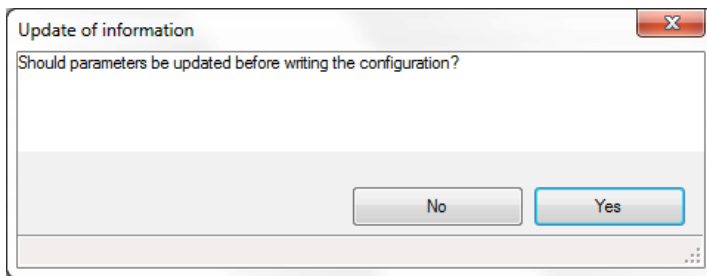 Update of information
Should parameters be updated before writing the configuration?
No
Yes